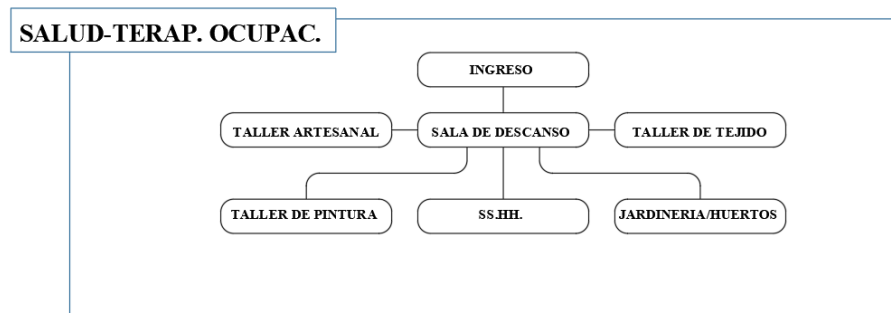 SALUD-TERAP. OCUPAC.
INGRESO
TALLER ARTESANAL
SALA DE DESCANSO
TALLER DE TEJIDO
TALLER DE PINTURA
SS.HH.
JARDINERIA/HUERTOS